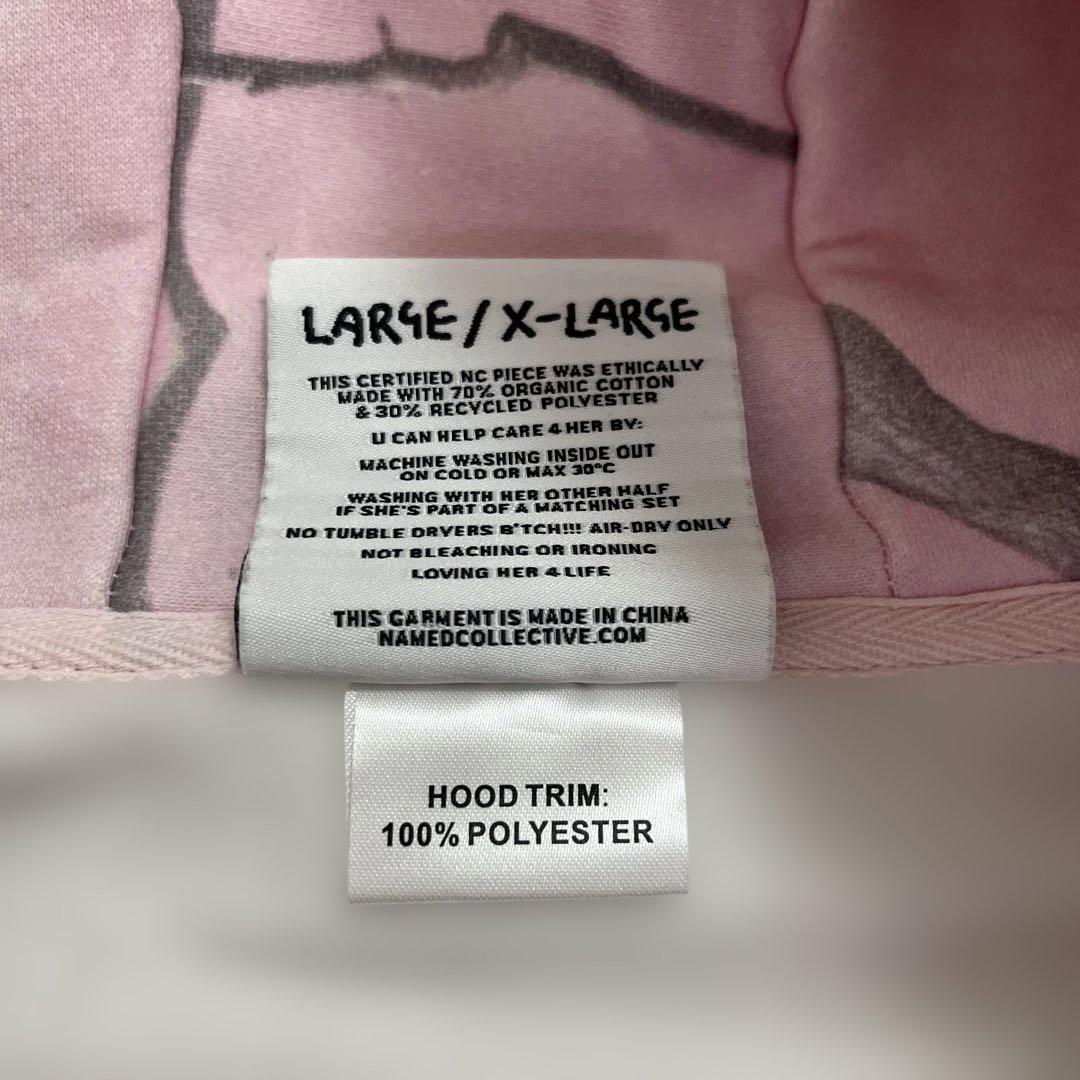 LARGE / X-LARGE
THIS CERTIFIED NC PIECE WAS ETHICALLY
MADE WITH 70% ORGANIC COTTON
& 30% RECYCLED POLYESTER
U CAN HELP CARE 4 HER BY:
MACHINE WASHING INSIDE OUT
ON COLD OR MAX 30°C
WASHING WITH HER OTHER HALF
IF SHE'S PART OF A MATCHING SET
NO TUMBLE DRYERS B*TCH!!! AIR-DRY ONLY
NOT BLEACHING OR IRONING
LOVING HER 4 LIFE
THIS GARMENT IS MADE IN CHINA
NAMEDCOLLECTIVE.COM
HOOD TRIM:
100% POLYESTER